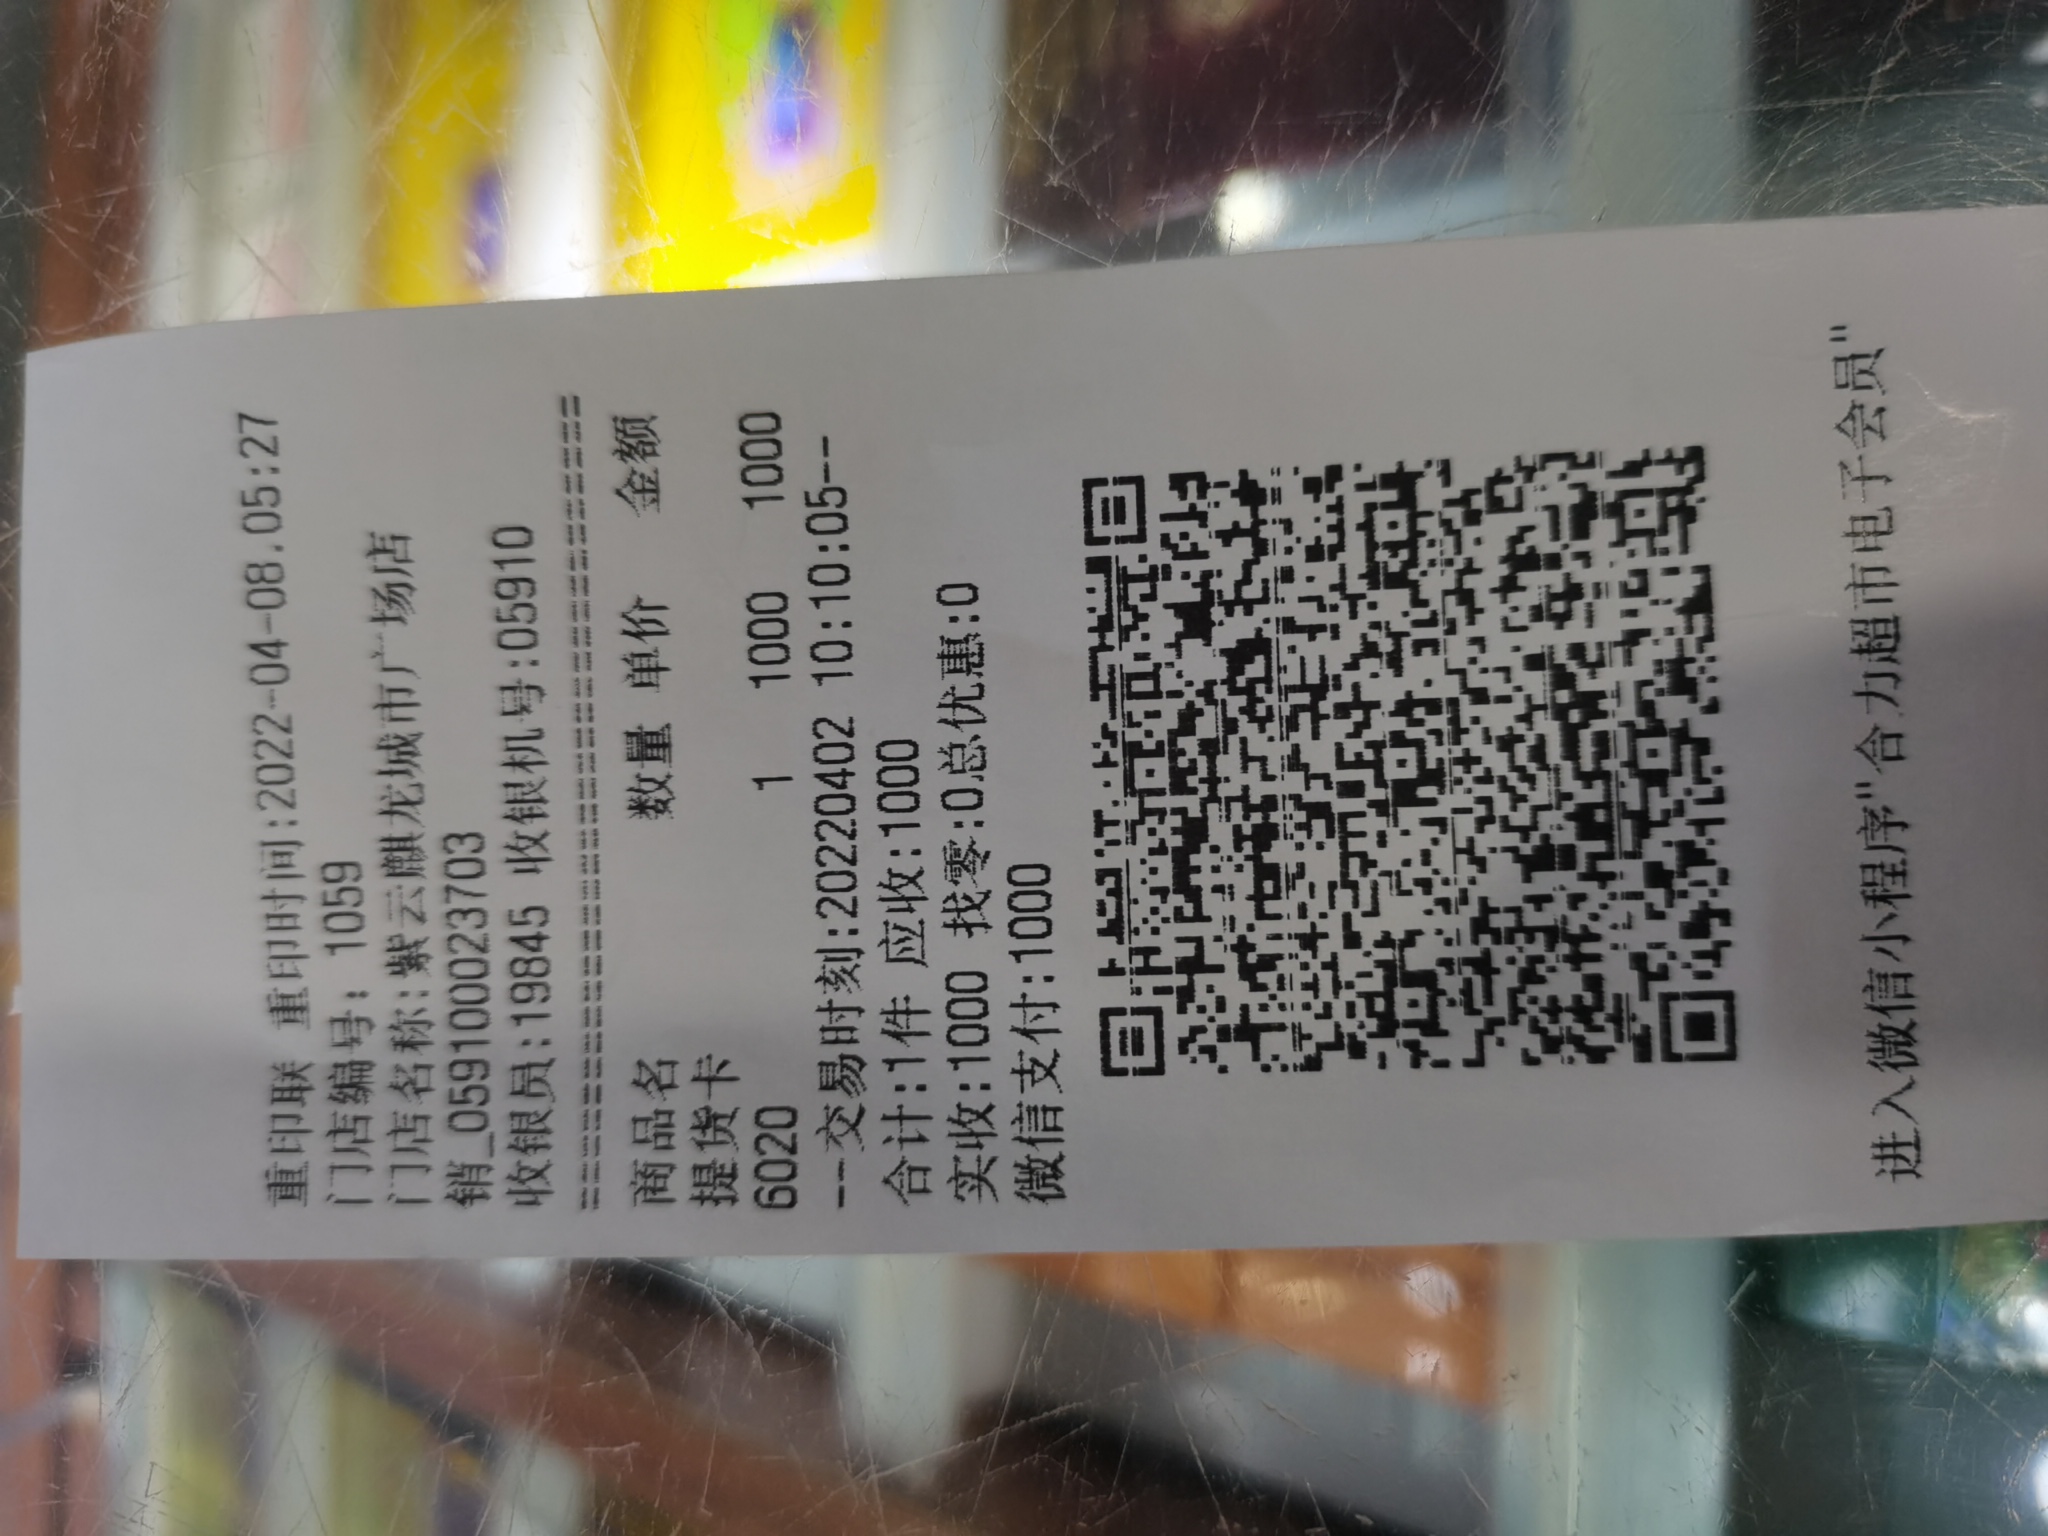 重印联 重印时间:2022-04-08.05:27
门店编号: 1059
门店名称:紫云麒龙城市广场店
销_0591000023703
收银员:19845 收银机号:05910
商品名 数量 单价 金额
提货卡
6020 1 1000 1000
--交易时刻:20220402 10:10:05--
合计:1件 应收:1000
实收:1000 找零:0总优惠:0
微信支付:1000
进入微信小程序"合力超市电子会员"